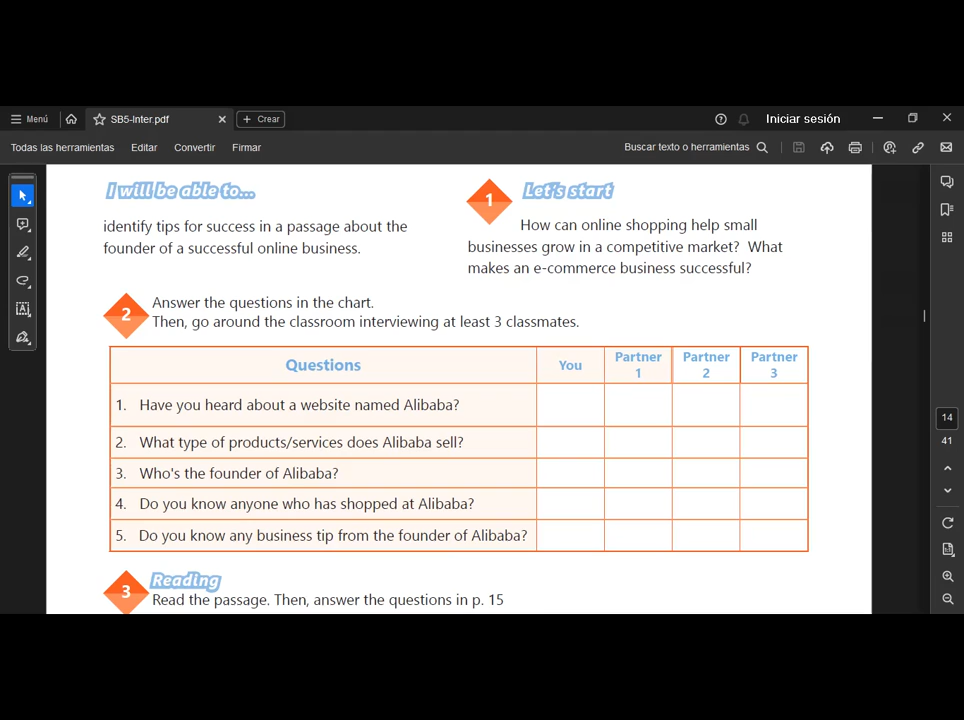 Menú
SB5-Inter.pdf
Crear
Iniciar sesión
Todas las herramientas Editar Convertir Firmar
Buscar texto o herramientas
I will be able to...
identify tips for success in a passage about the
founder of a successful online business.
1 Let's start
How can online shopping help small
businesses grow in a competitive market? What
makes an e-commerce business successful?
2 Answer the questions in the chart.
Then, go around the classroom interviewing at least 3 classmates.
Questions You Partner 1 Partner 2 Partner 3
1. Have you heard about a website named Alibaba?
2. What type of products/services does Alibaba sell?
3. Who's the founder of Alibaba?
4. Do you know anyone who has shopped at Alibaba?
5. Do you know any business tip from the founder of Alibaba?
3 Reading
Read the passage. Then, answer the questions in p. 15
14
41